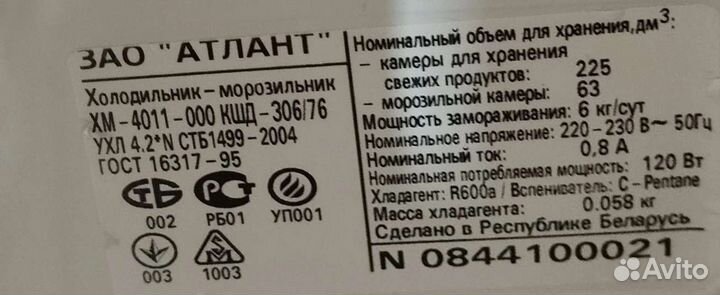 ЗАО "АТЛАНТ"
Холодильник-морозильник
ХМ-4011-000 КШД-306/76
УХЛ 4.2*N СТБ1499-2004
ГОСТ 16317-95
СТБ РСТ
002 РБ01 УП001
003 1003
Номинальный объем для хранения,дм³:
- камеры для хранения
свежих продуктов: 225
- морозильной камеры: 63
Мощность замораживания: 6 кг/сут
Номинальное напряжение: 220-230 В~ 50Гц
Номинальный ток: 0,8 А
Номинальная потребляемая мощность: 120 Вт
Хладагент: R600a / Вспениватель: C-Pentane
Масса хладагента: 0.058 кг
Сделано в Республике Беларусь
N 0844100021
Avito